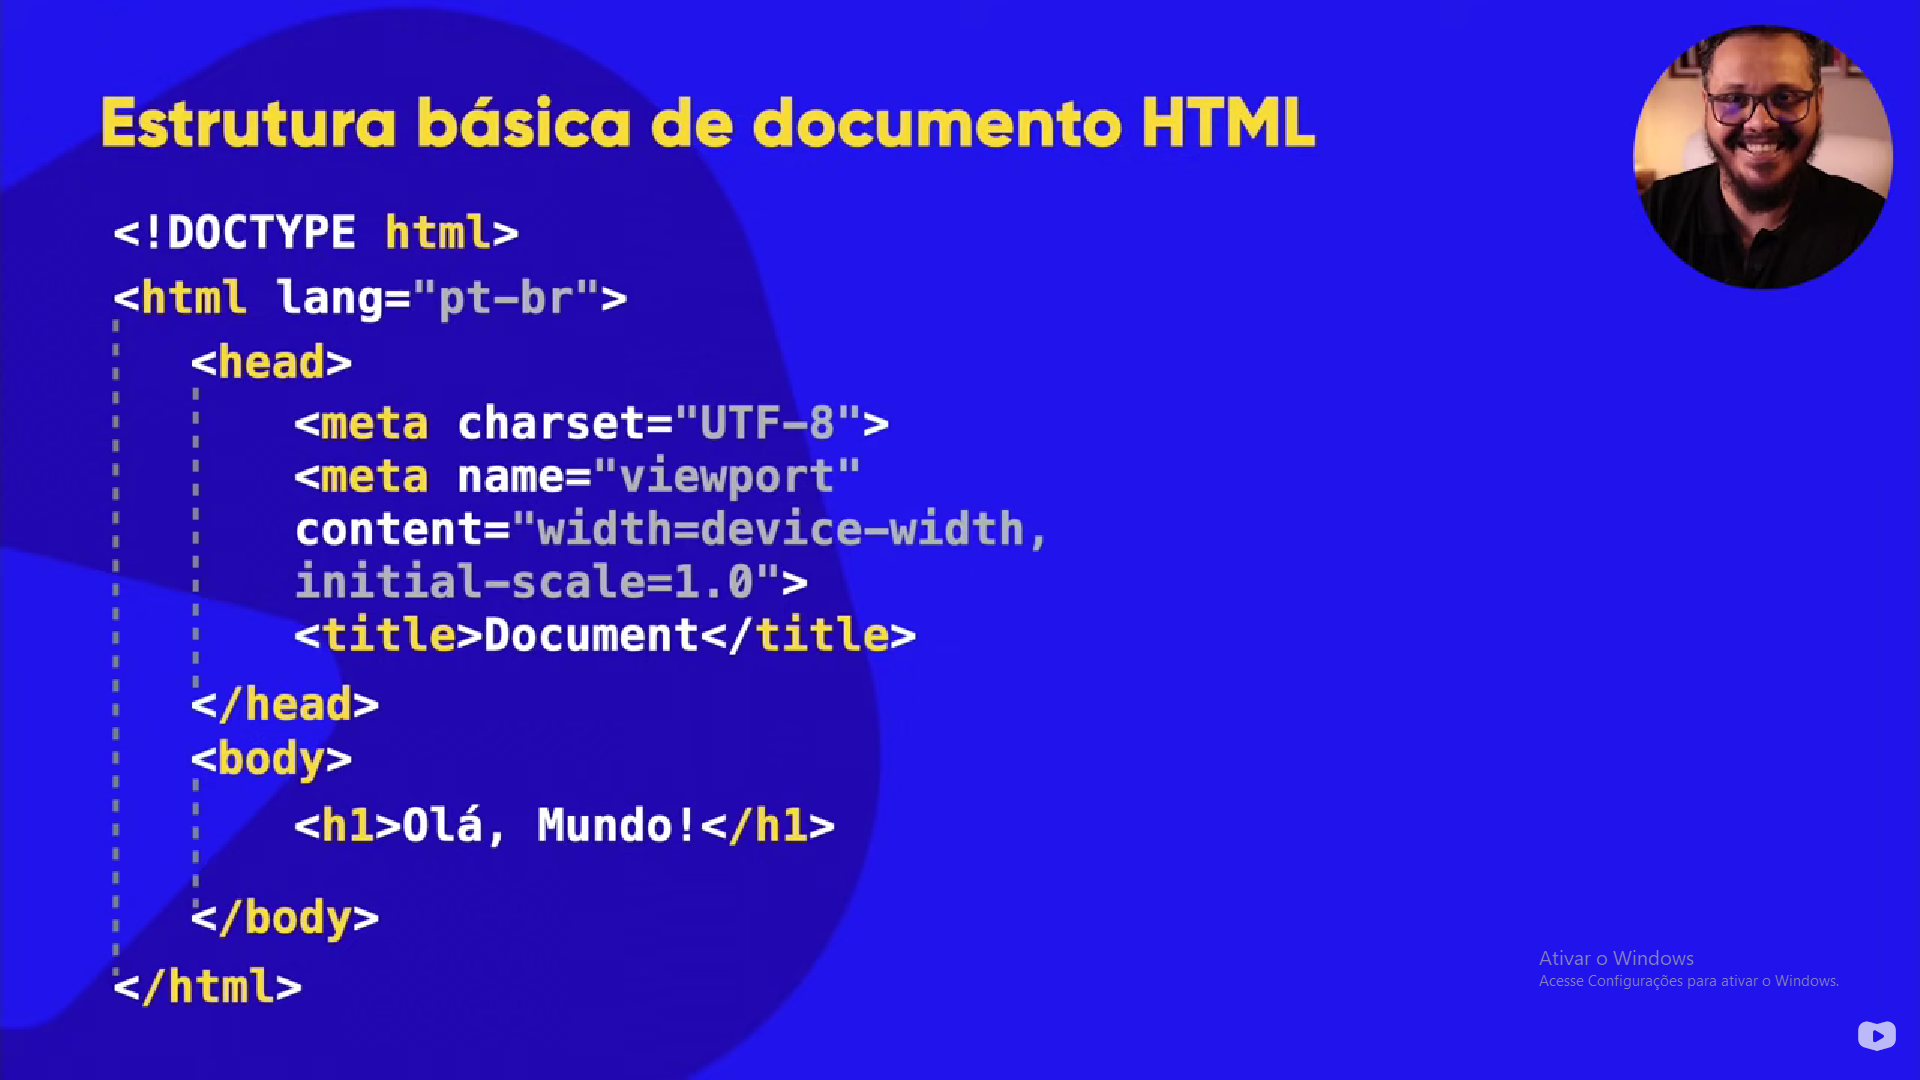 Estrutura básica de documento HTML
<!DOCTYPE html>
<html lang="pt-br">
<head>
<meta charset="UTF-8">
<meta name="viewport"
content="width=device-width,
initial-scale=1.0">
<title>Document</title>
</head>
<body>
<h1>Olá, Mundo!</h1>
</body>
</html>
Ativar o Windows
Acesse Configurações para ativar o Windows.